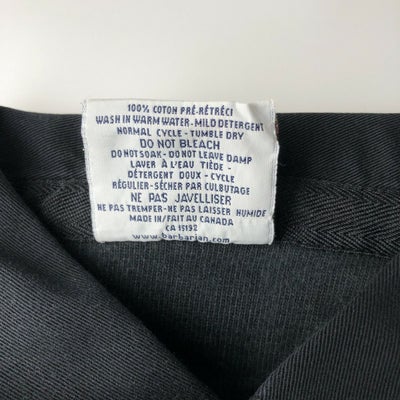 100% COTON PRÉ-RÉTRÉCI
WASH IN WARM WATER-MILD DETERGENT
NORMAL CYCLE - TUMBLE DRY
DO NOT BLEACH
DO NOT SOAK - DO NOT LEAVE DAMP
LAVER À L'EAU TIÈDE -
DÉTERGENT DOUX - CYCLE
RÉGULIER-SÉCHER PAR CULBUTAGE
NE PAS JAVELLISER
NE PAS TREMPER-NE PAS LAISSER HUMIDE
MADE IN/FAIT AU CANADA
CA 15192
www.barbarian.com